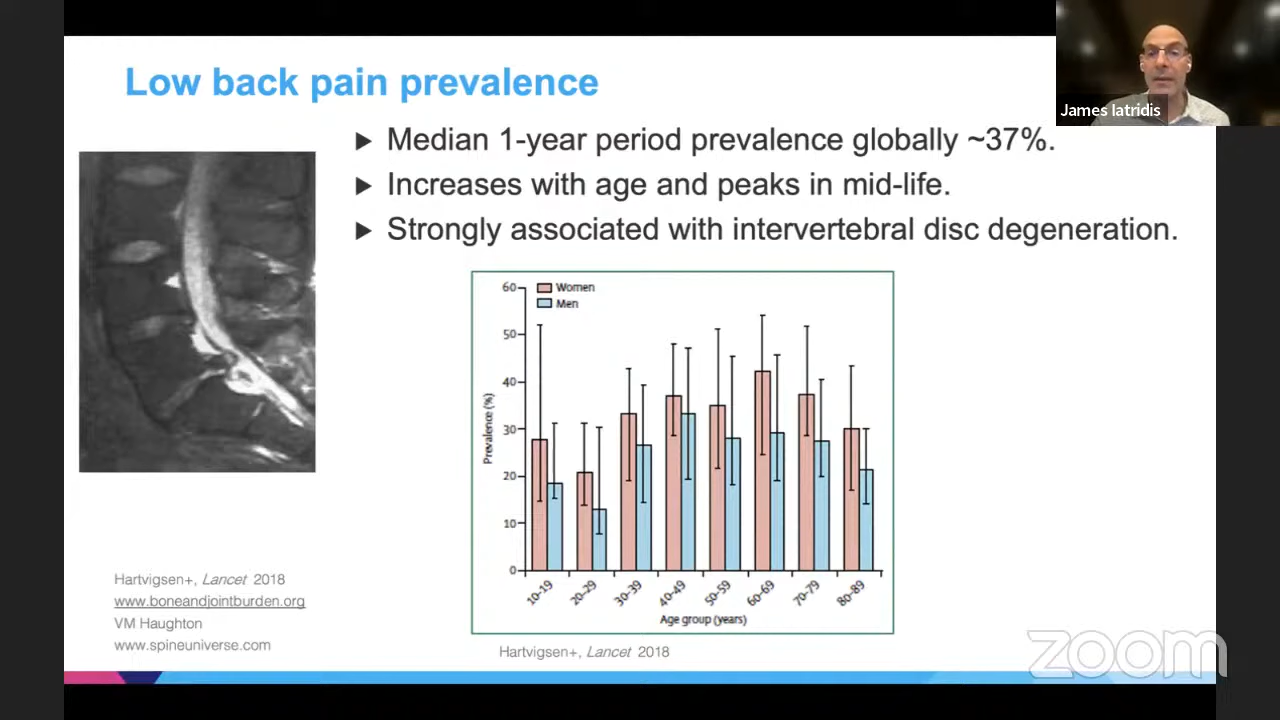 Low back pain prevalence
James Iatridis
Median 1-year period prevalence globally ~37%.
Increases with age and peaks in mid-life.
Strongly associated with intervertebral disc degeneration.
Women
Men
60
50
40
30
20
10
0
Prevalence (%)
10-19 20-29 30-39 40-49 50-59 60-69 70-79 80-89
Age group (years)
Hartvigsen+, Lancet 2018
www.boneandjointburden.org
VM Haughton
www.spineuniverse.com
Hartvigsen+, Lancet 2018
zoom